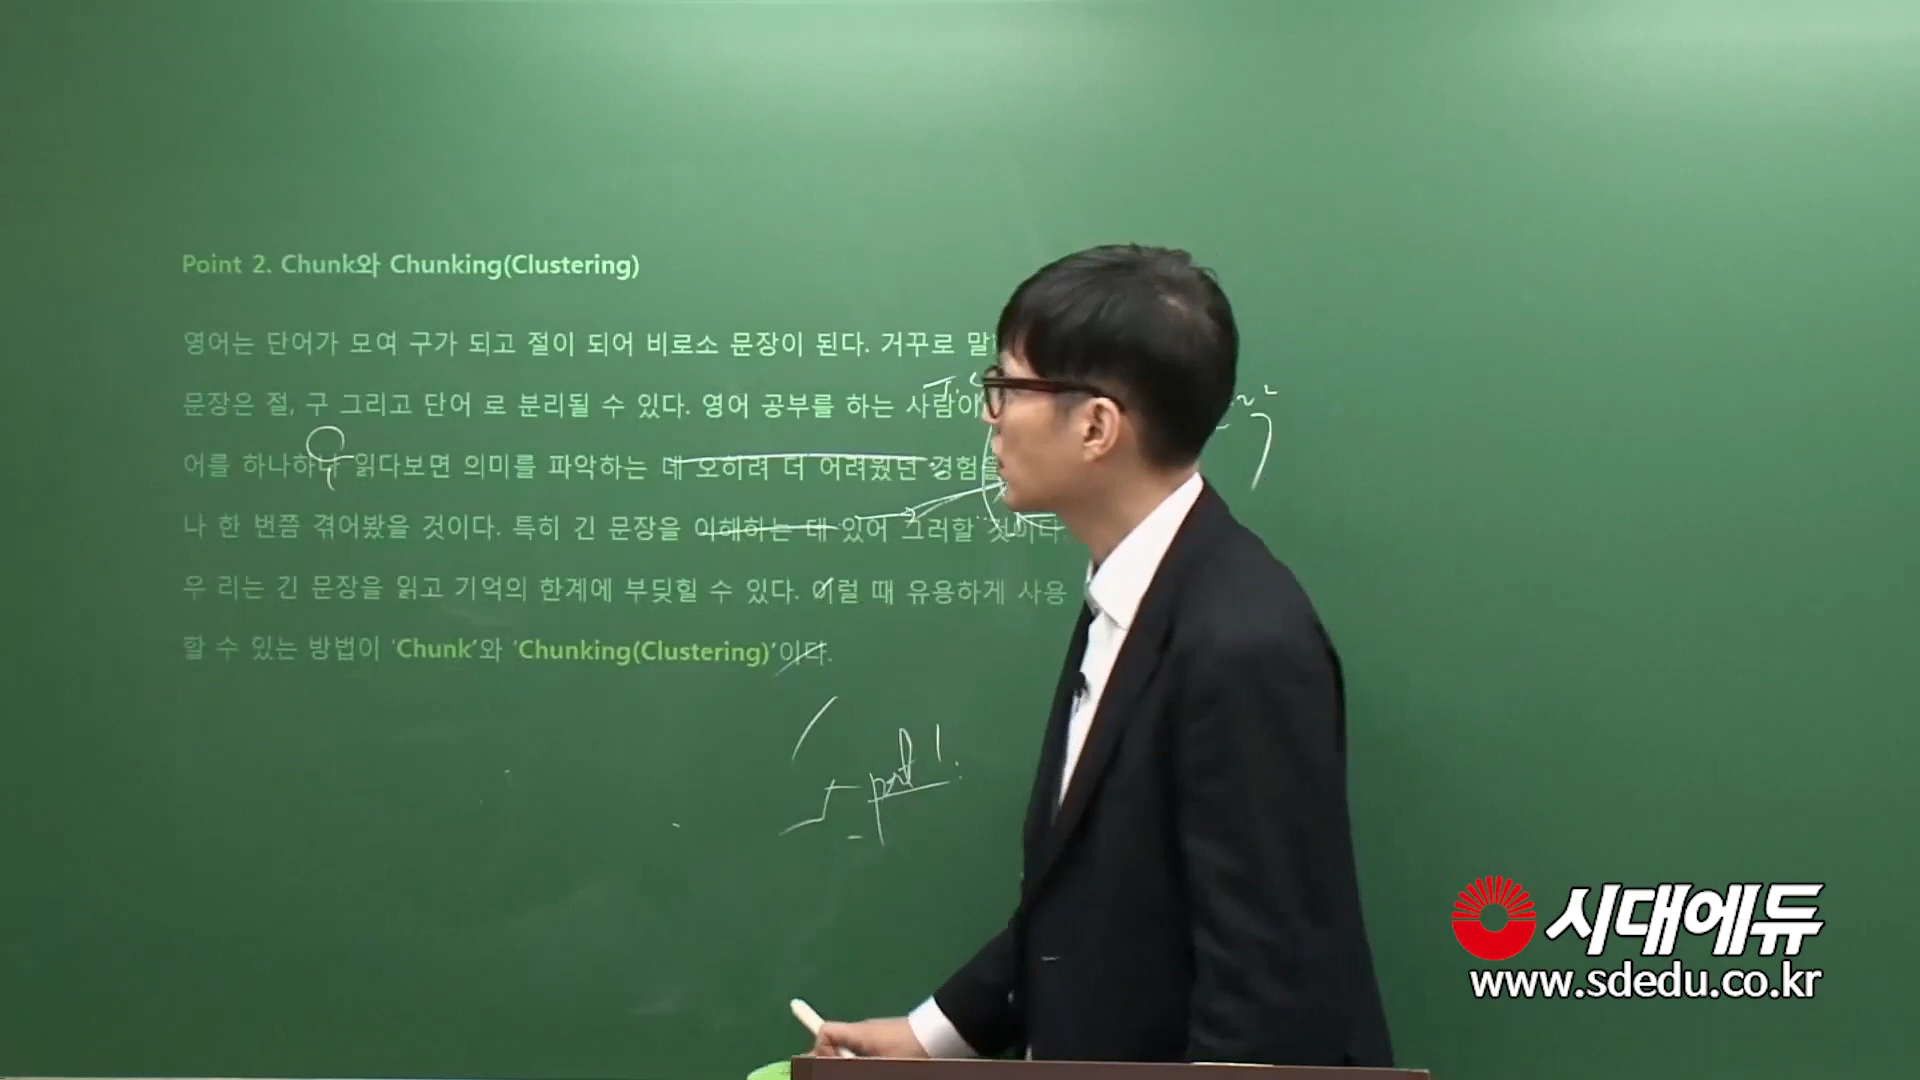 Point 2. Chunk와 Chunking(Clustering)
영어는 단어가 모여 구가 되고 절이 되어 비로소 문장이 된다. 거꾸로
문장은 절, 구 그리고 단어 로 분리될 수 있다. 영어 공부를 하는 사람이
어를 하나하나 읽다보면 의미를 파악하는 데 오히려 더 어려웠던 경험을
나 한 번쯤 겪어봤을 것이다. 특히 긴 문장을 이해하는 데 있어 그러할 것이다.
우 리는 긴 문장을 읽고 기억의 한계에 부딪힐 수 있다. 이럴 때 유용하게 사용
할 수 있는 방법이 ‘Chunk’와 ‘Chunking(Clustering)’이다.
part 1.
시대에듀
www.sdedu.co.kr